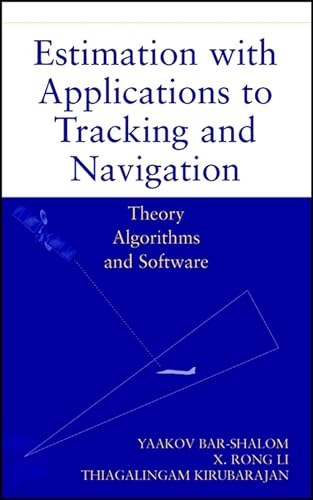 Estimation with
Applications to
Tracking and
Navigation
Theory
Algorithms
and Software
YAAKOV BAR-SHALOM
X. RONG LI
THIAGALINGAM KIRUBARAJAN